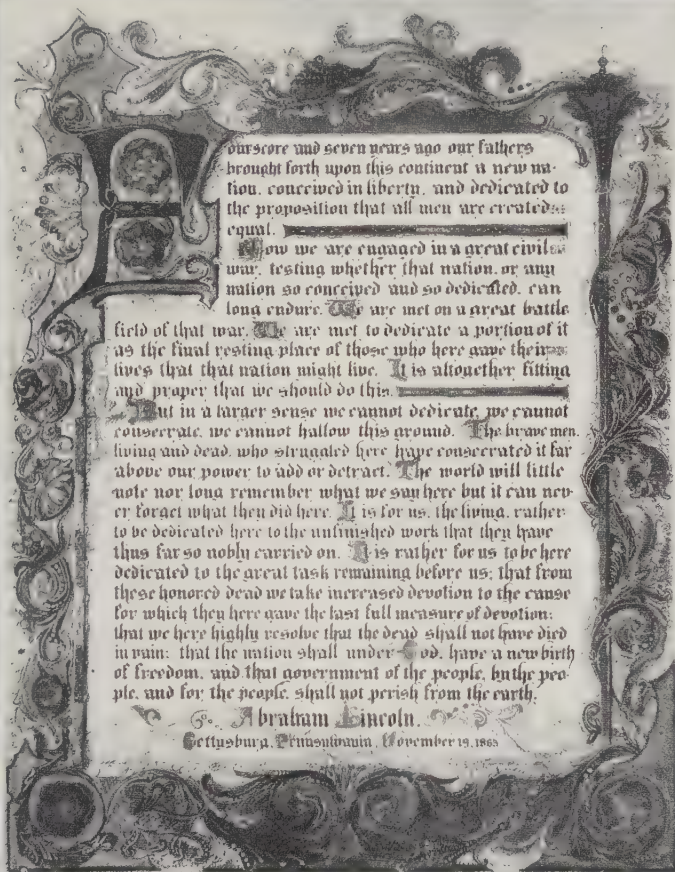 Fourscore and seven years ago our fathers
brought forth upon this continent a new na-
tion, conceived in liberty, and dedicated to
the proposition that all men are created
equal.
Now we are engaged in a great civil
war, testing whether that nation, or any
nation so conceived and so dedicated, can
long endure. We are met on a great battle
field of that war. We are met to dedicate a portion of it
as the final resting place of those who here gave their
lives that that nation might live. It is altogether fitting
and proper that we should do this.
But in a larger sense we cannot dedicate, we cannot
consecrate, we cannot hallow this ground. The brave men,
living and dead, who struggled here have consecrated it far
above our power to add or detract. The world will little
note nor long remember what we say here but it can nev-
er forget what they did here. It is for us, the living, rather
to be dedicated here to the unfinished work that they have
thus far so nobly carried on. It is rather for us to be here
dedicated to the great task remaining before us; that from
these honored dead we take increased devotion to the cause
for which they here gave the last full measure of devotion;
that we here highly resolve that the dead shall not have died
in vain; that the nation shall under God, have a new birth
of freedom, and that government of the people, by the peo-
ple, and for the people, shall not perish from the earth.
Abraham Lincoln.
Gettysburg, Pennsylvania, November 19, 1863